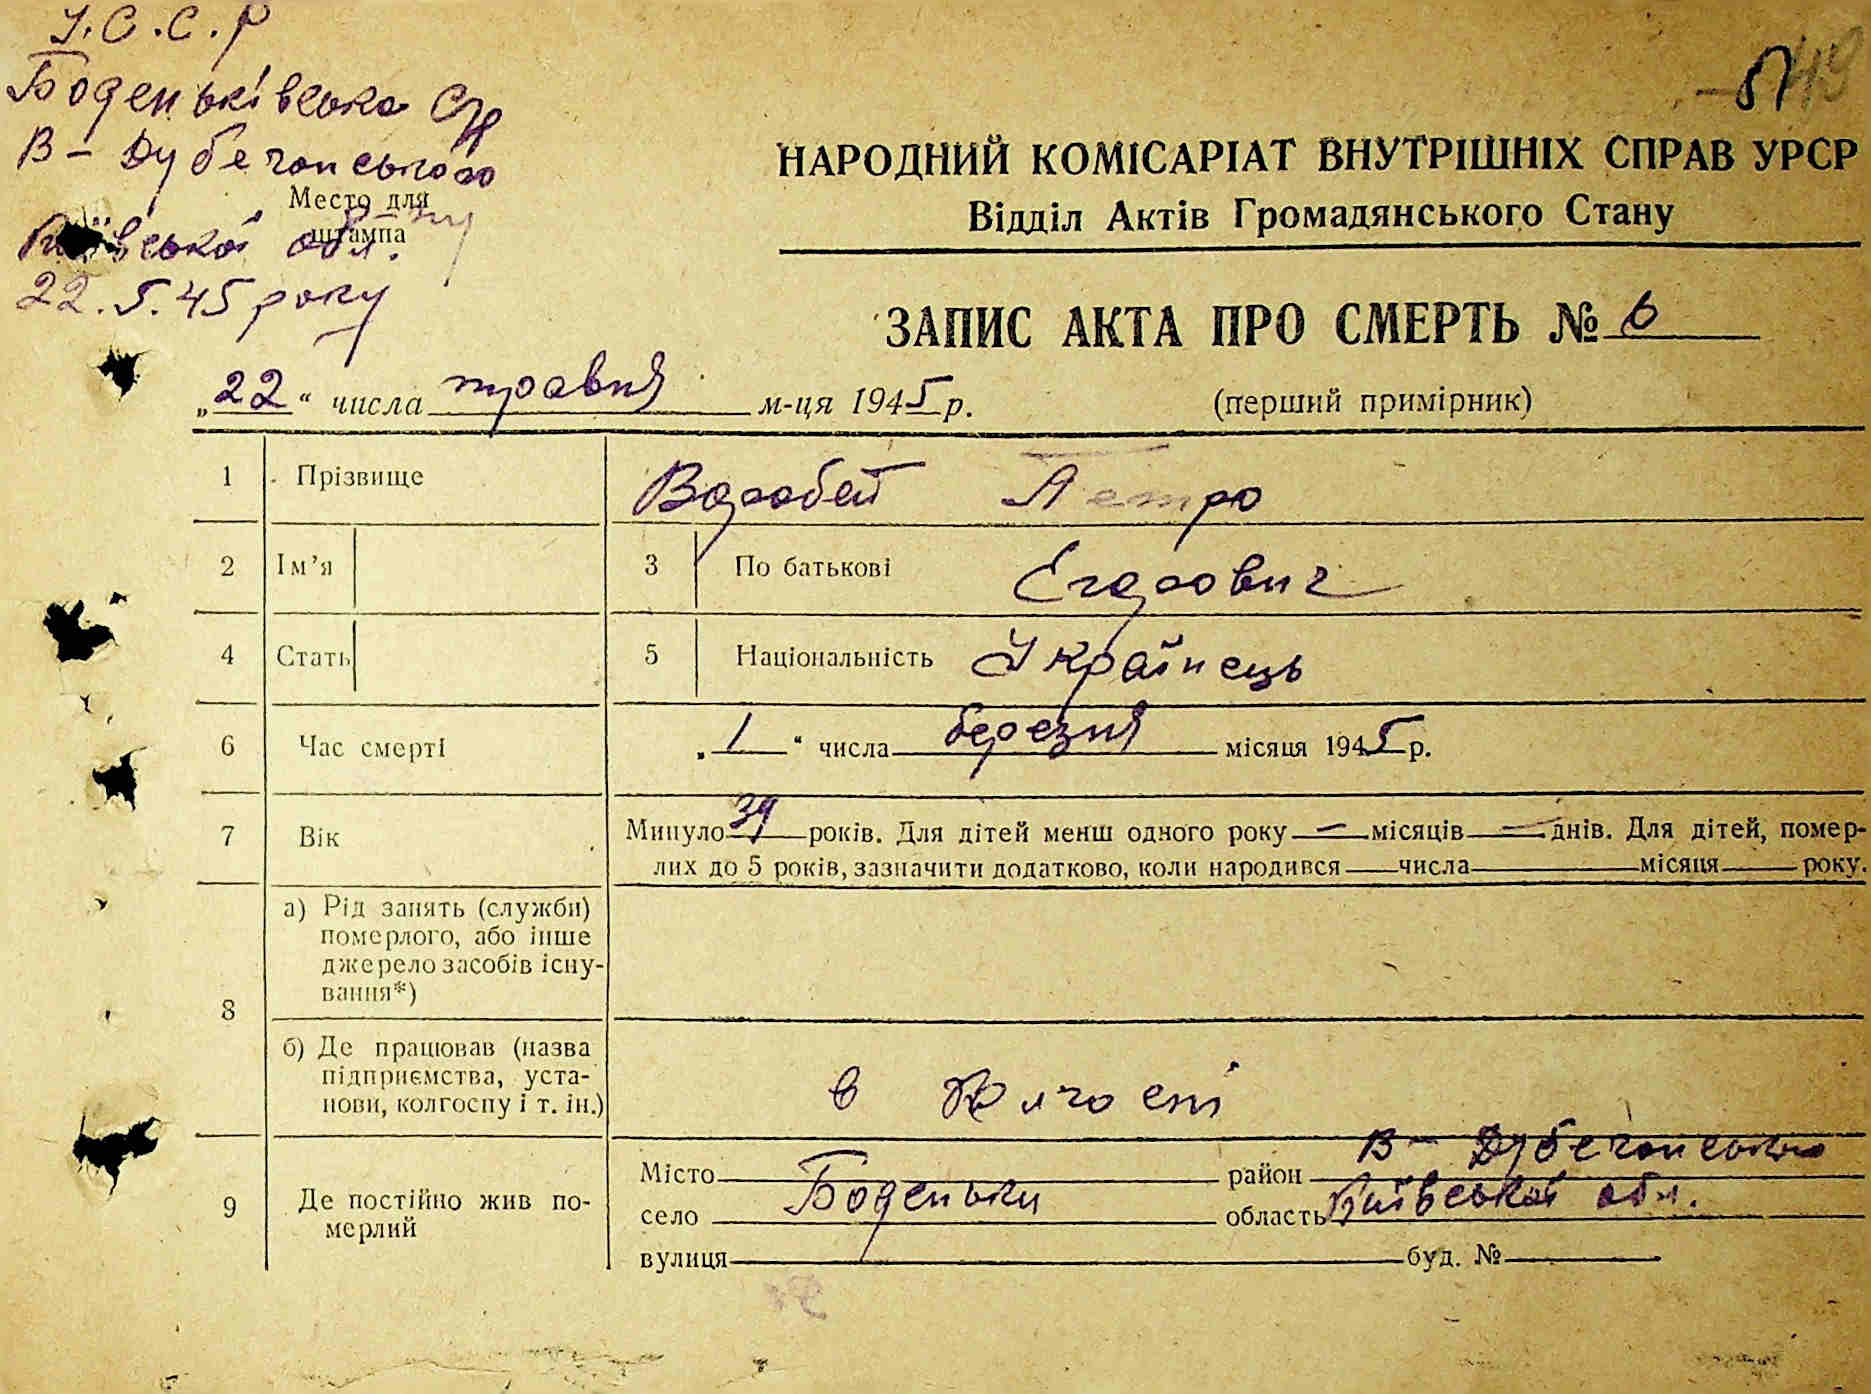 У.С.С.Р
Боденьківська С/р
В-Дубечанського
Место для штампа
р-ну
Київської обл.
22.5.45 року
49
НАРОДНИЙ КОМІСАРІАТ ВНУТРІШНІХ СПРАВ УРСР
Відділ Актів Громадянського Стану
ЗАПИС АКТА ПРО СМЕРТЬ № 6
„22“ числа травня м-ця 1945 р. (перший примірник)
1 Прізвище Воробей Петро
2 Ім’я 3 По батькові Егорович
4 Стать 5 Національність Українець
6 Час смерті „1“ числа березня місяця 1945 р.
7 Вік Минуло 34 років. Для дітей менш одного року — місяців — днів. Для дітей, помер-
лих до 5 років, зазначити додатково, коли народився числа місяця року.
8 а) Рід занять (служби)
померлого, або інше
джерело засобів існу-
вання*)
б) Де працював (назва
підприємства, уста-
нови, колгоспу і т. ін.)
в
9 Де постійно жив по-
мерлий
Місто район В-Дубечансько
село Боденьки область Київської обл.
вулиця буд. №